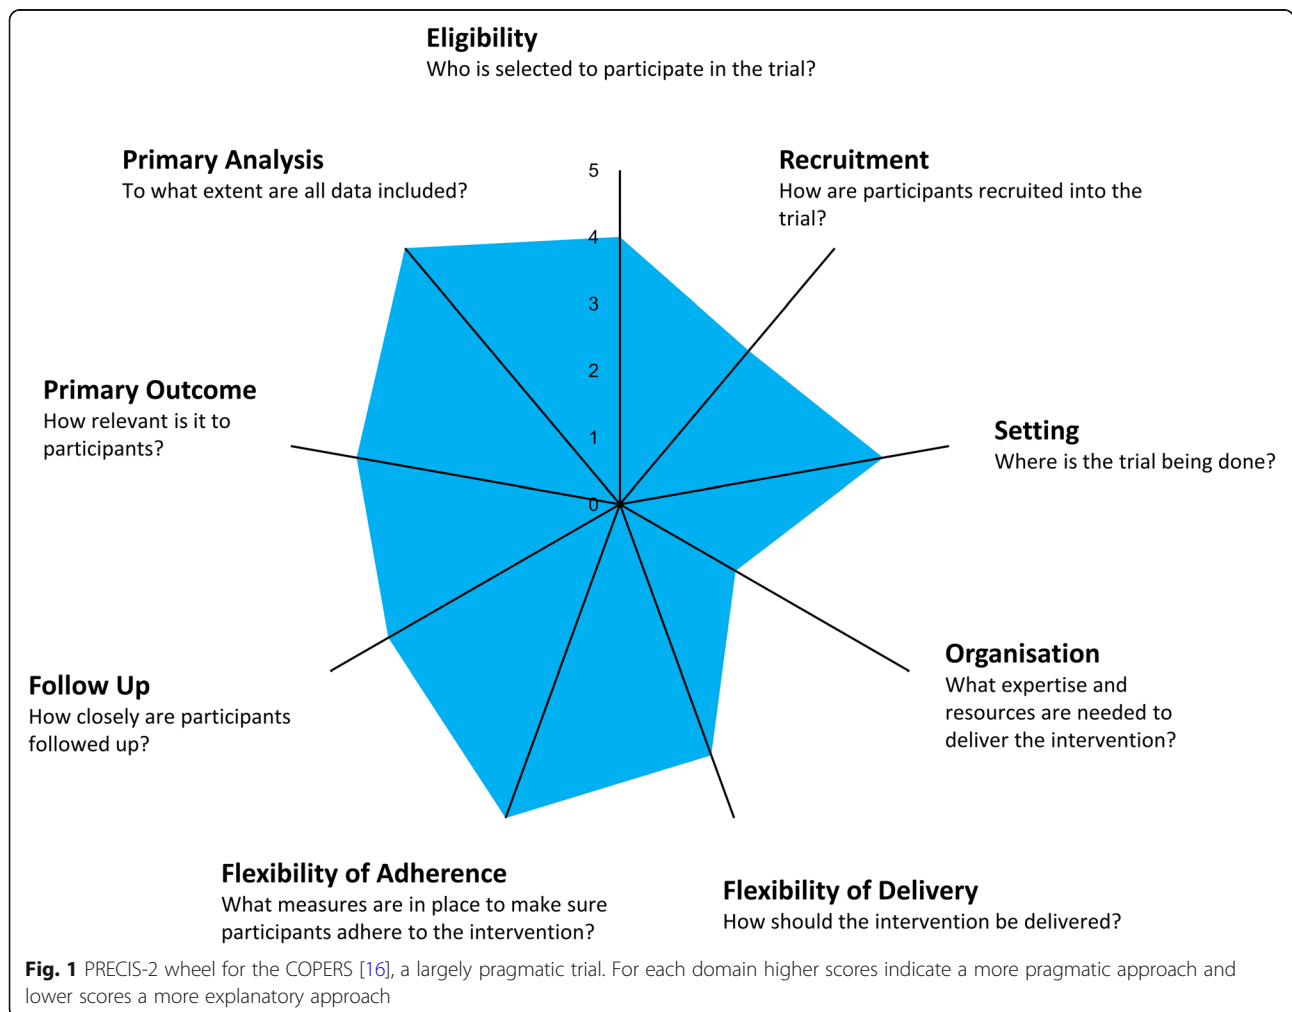 Eligibility
Who is selected to participate in the trial?
Primary Analysis
To what extent are all data included?
Recruitment
How are participants recruited into the
trial?
5
4
3
2
1
0
Primary Outcome
How relevant is it to
participants?
Setting
Where is the trial being done?
Organisation
What expertise and
resources are needed to
deliver the intervention?
Follow Up
How closely are participants
followed up?
Flexibility of Adherence
What measures are in place to make sure
participants adhere to the intervention?
Flexibility of Delivery
How should the intervention be delivered?
Fig. 1 PRECIS-2 wheel for the COPERS [16], a largely pragmatic trial. For each domain higher scores indicate a more pragmatic approach and
lower scores a more explanatory approach